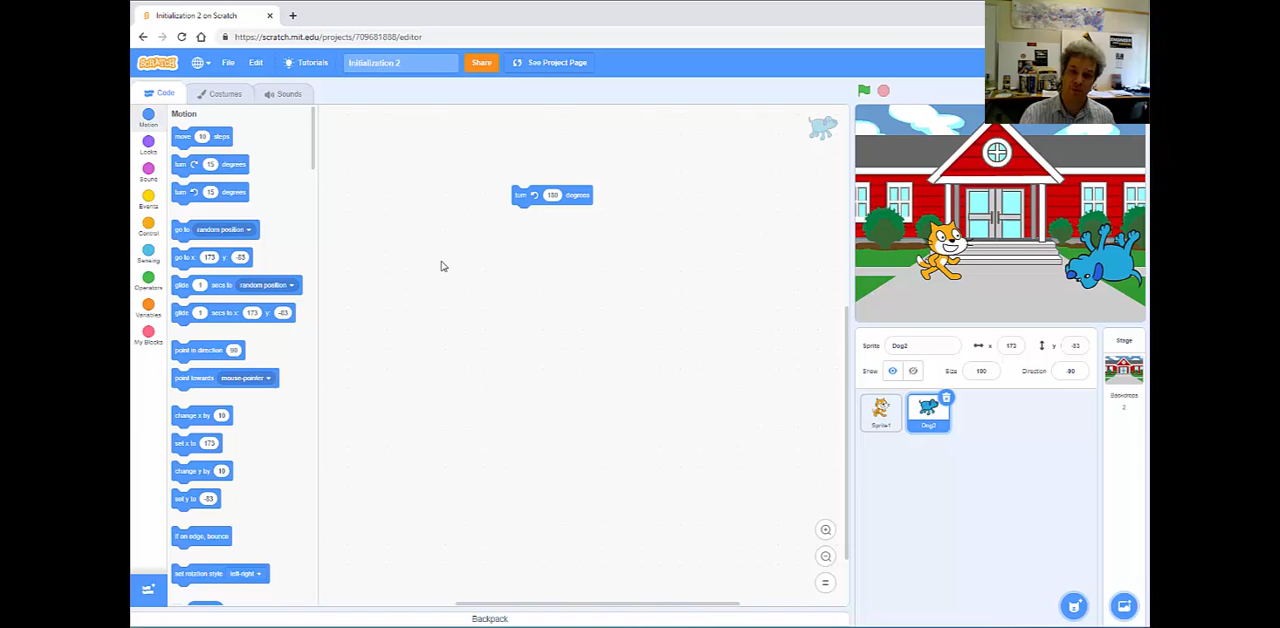 Initialization 2 on Scratch
https://scratch.mit.edu/projects/709681888/editor
SCRATCH
File
Edit
Tutorials
Initialization 2
Share
See Project Page
Code
Costumes
Sounds
Motion
Looks
Sound
Events
Control
Sensing
Operators
Variables
My Blocks
Motion
move 10 steps
turn 15 degrees
turn 15 degrees
go to random position
go to x: 173 y: -83
glide 1 secs to random position
glide 1 secs to x: 173 y: -83
point in direction 90
point towards mouse-pointer
change x by 10
set x to 173
change y by 10
set y to -83
if on edge, bounce
set rotation style left-right
turn 180 degrees
Sprite Dog2 x 173 y -83
Show Size 100 Direction -90
Sprite1
Dog2
Stage
Backdrops
2
Backpack